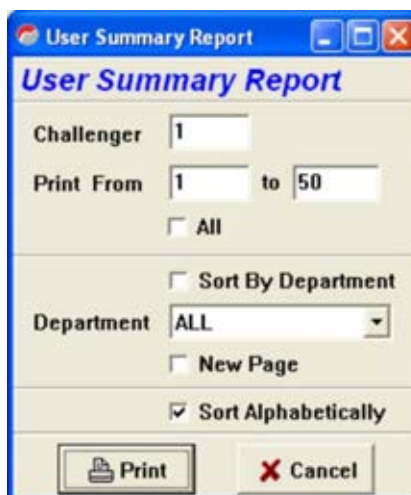 User Summary Report
User Summary Report
Challenger 1
Print From 1 to 50
All
Sort By Department
Department ALL
New Page
Sort Alphabetically
Print Cancel